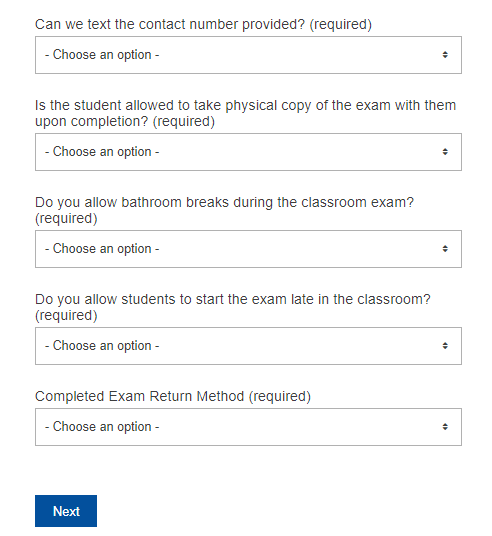 Can we text the contact number provided? (required)
- Choose an option -
Is the student allowed to take physical copy of the exam with them
upon completion? (required)
- Choose an option -
Do you allow bathroom breaks during the classroom exam?
(required)
- Choose an option -
Do you allow students to start the exam late in the classroom?
(required)
- Choose an option -
Completed Exam Return Method (required)
- Choose an option -
Next